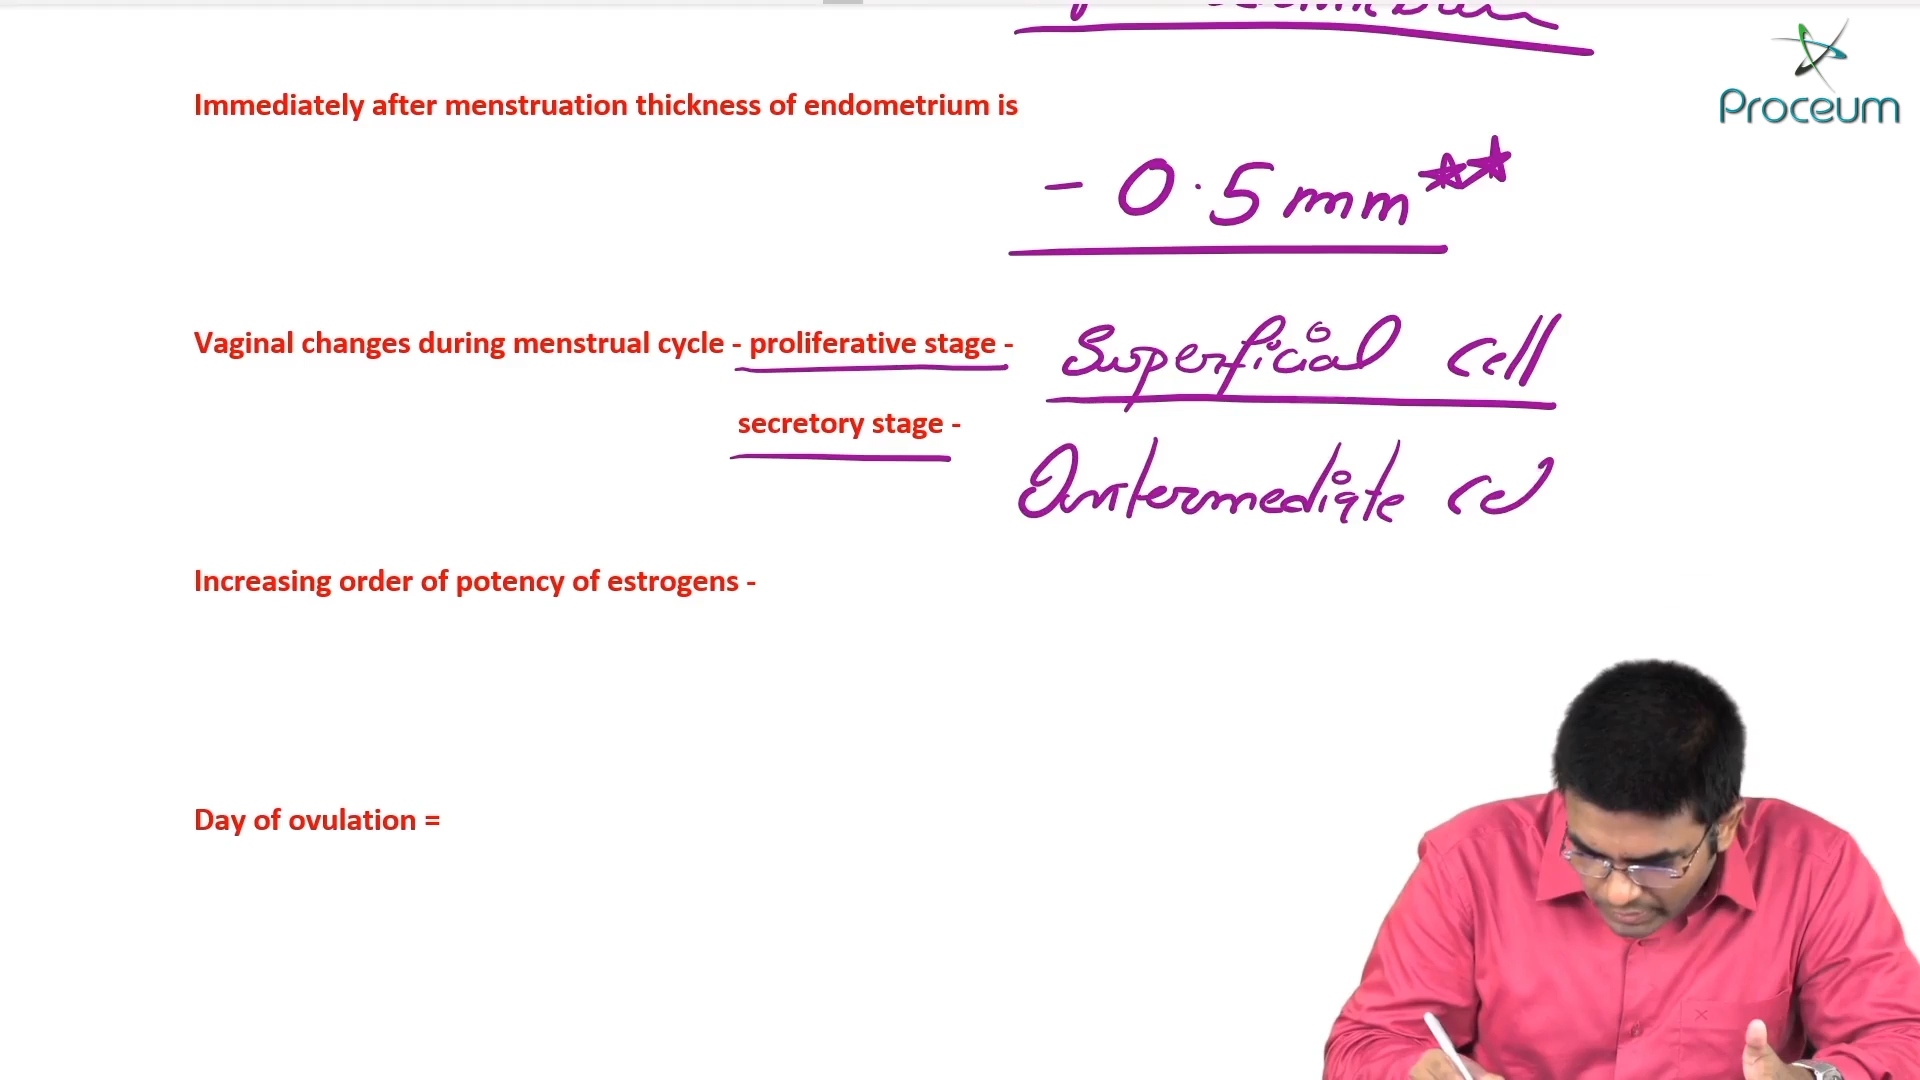 Proceum
Immediately after menstruation thickness of endometrium is
- 0.5 mm
Vaginal changes during menstrual cycle - proliferative stage - Superficial cell
secretory stage -
Intermediate ce
Increasing order of potency of estrogens -
Day of ovulation =